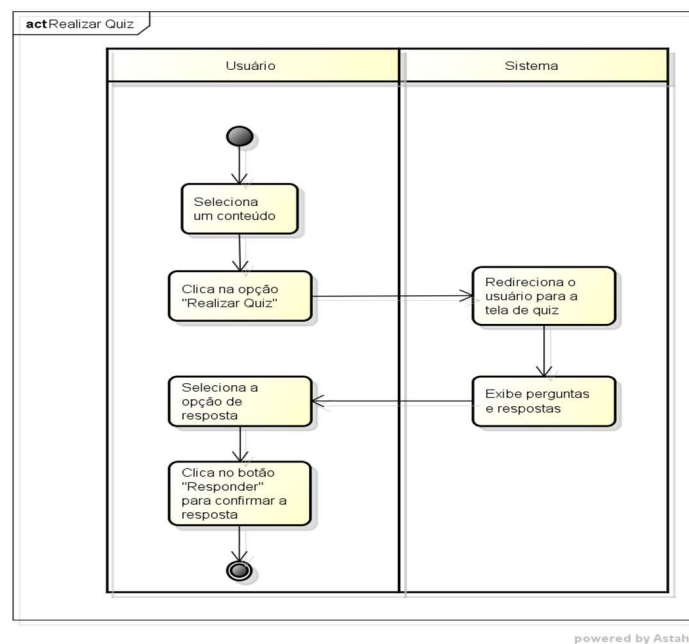 act Realizar Quiz
Usuário
Sistema
Seleciona
um conteúdo
Clica na opção
"Realizar Quiz"
Redireciona o
usuário para a
tela de quiz
Exibe perguntas
e respostas
Seleciona a
opção de
resposta
Clica no botão
"Responder"
para confirmar a
resposta
powered by Astah